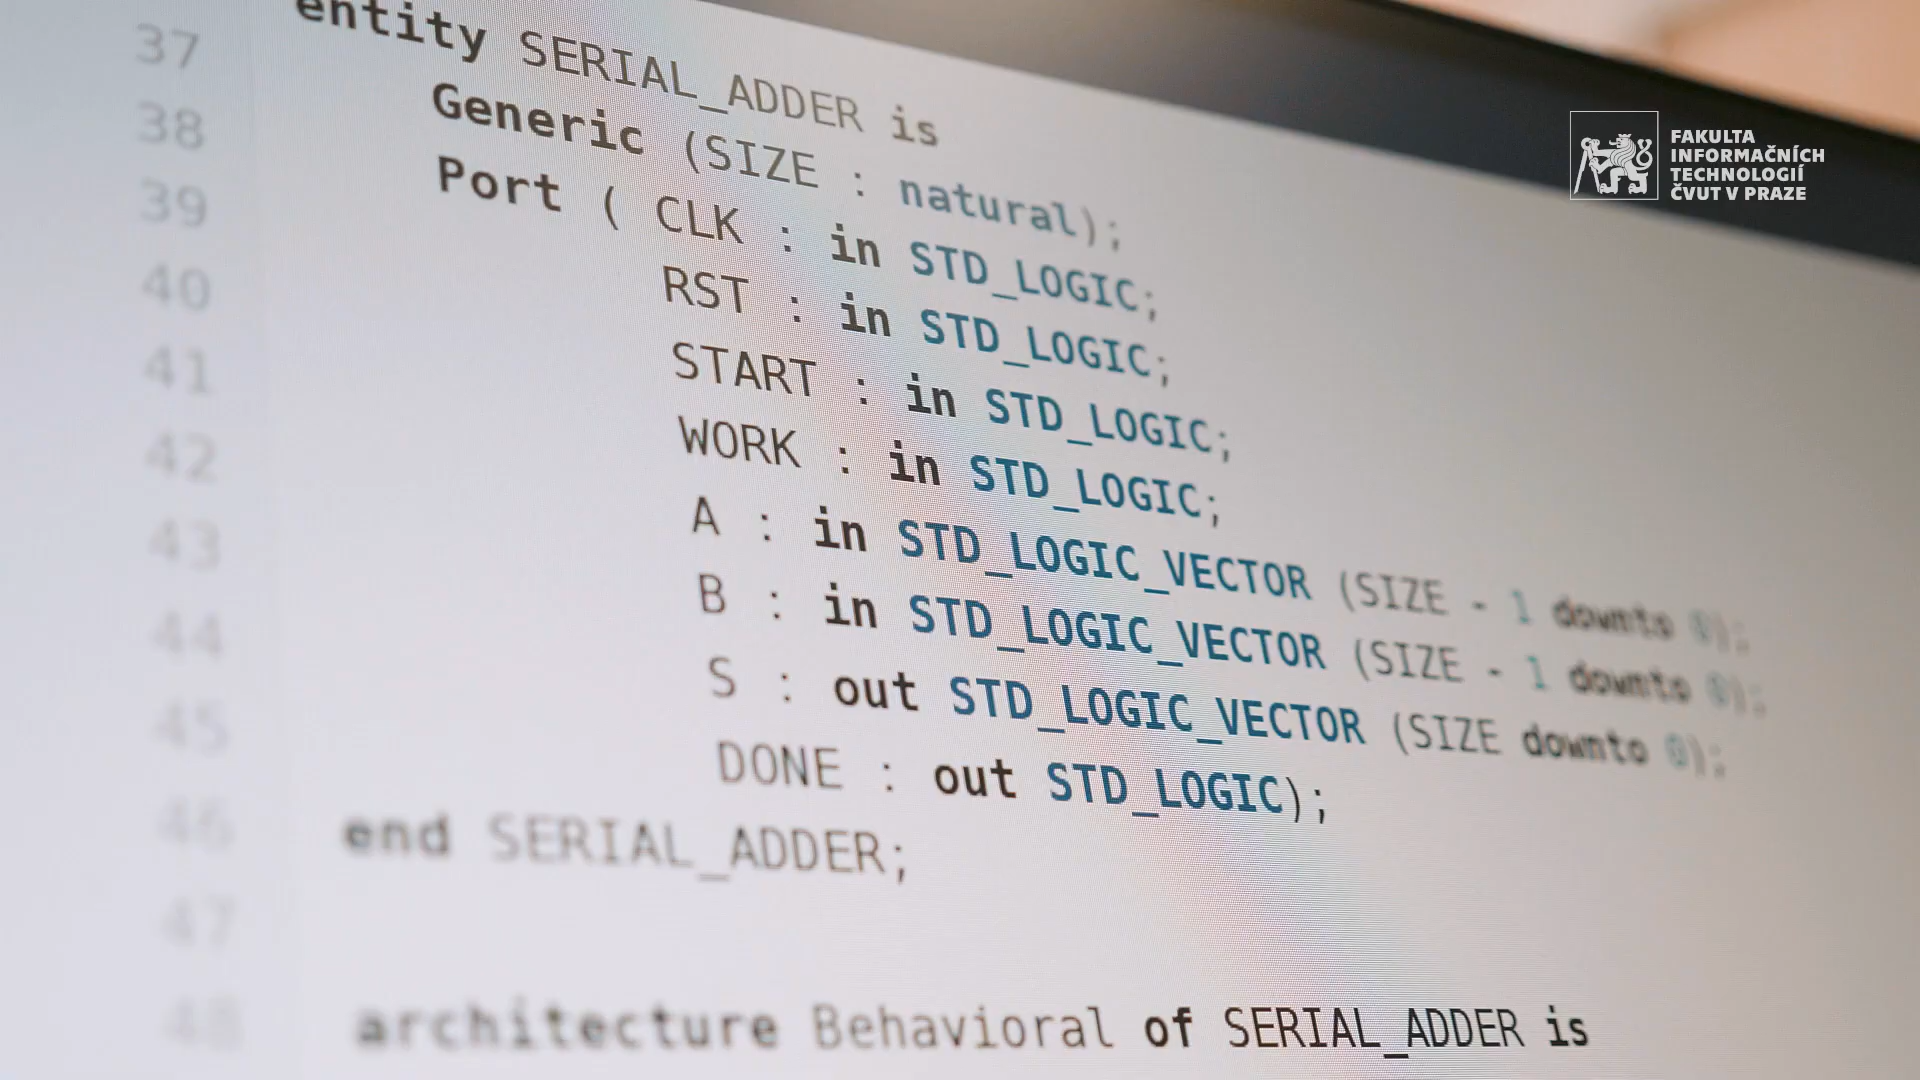 37 entity SERIAL_ADDER is
38 Generic (SIZE : natural);
39 Port ( CLK : in STD_LOGIC;
40 RST : in STD_LOGIC;
41 START : in STD_LOGIC;
42 WORK : in STD_LOGIC;
43 A : in STD_LOGIC_VECTOR (SIZE - 1 downto 0);
44 B : in STD_LOGIC_VECTOR (SIZE - 1 downto 0);
45 S : out STD_LOGIC_VECTOR (SIZE downto 0);
46 DONE : out STD_LOGIC);
47 end SERIAL_ADDER;
48
architecture Behavioral of SERIAL_ADDER is
FAKULTA
INFORMAČNÍCH
TECHNOLOGIÍ
ČVUT V PRAZE